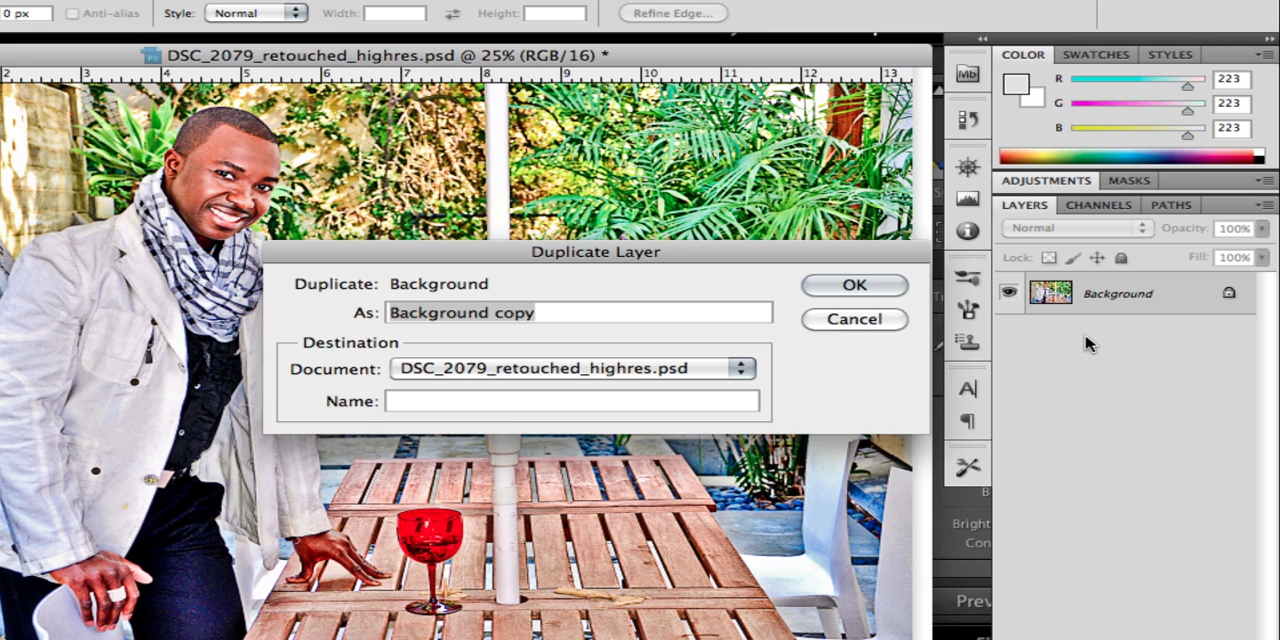 0 px Anti-alias Style: Normal Width: Height: Refine Edge...
DSC_2079_retouched_highres.psd @ 25% (RGB/16) *
2 3 4 5 6 7 8 9 10 11 12 13
COLOR SWATCHES STYLES
R 223
G 223
B 223
ADJUSTMENTS MASKS
LAYERS CHANNELS PATHS
Normal Opacity: 100%
Lock: Fill: 100%
Background
Mb
A
Duplicate Layer
Duplicate: Background
As: Background copy
OK
Cancel
Destination
Document: DSC_2079_retouched_highres.psd
Name:
B
Bright
Con
Prev